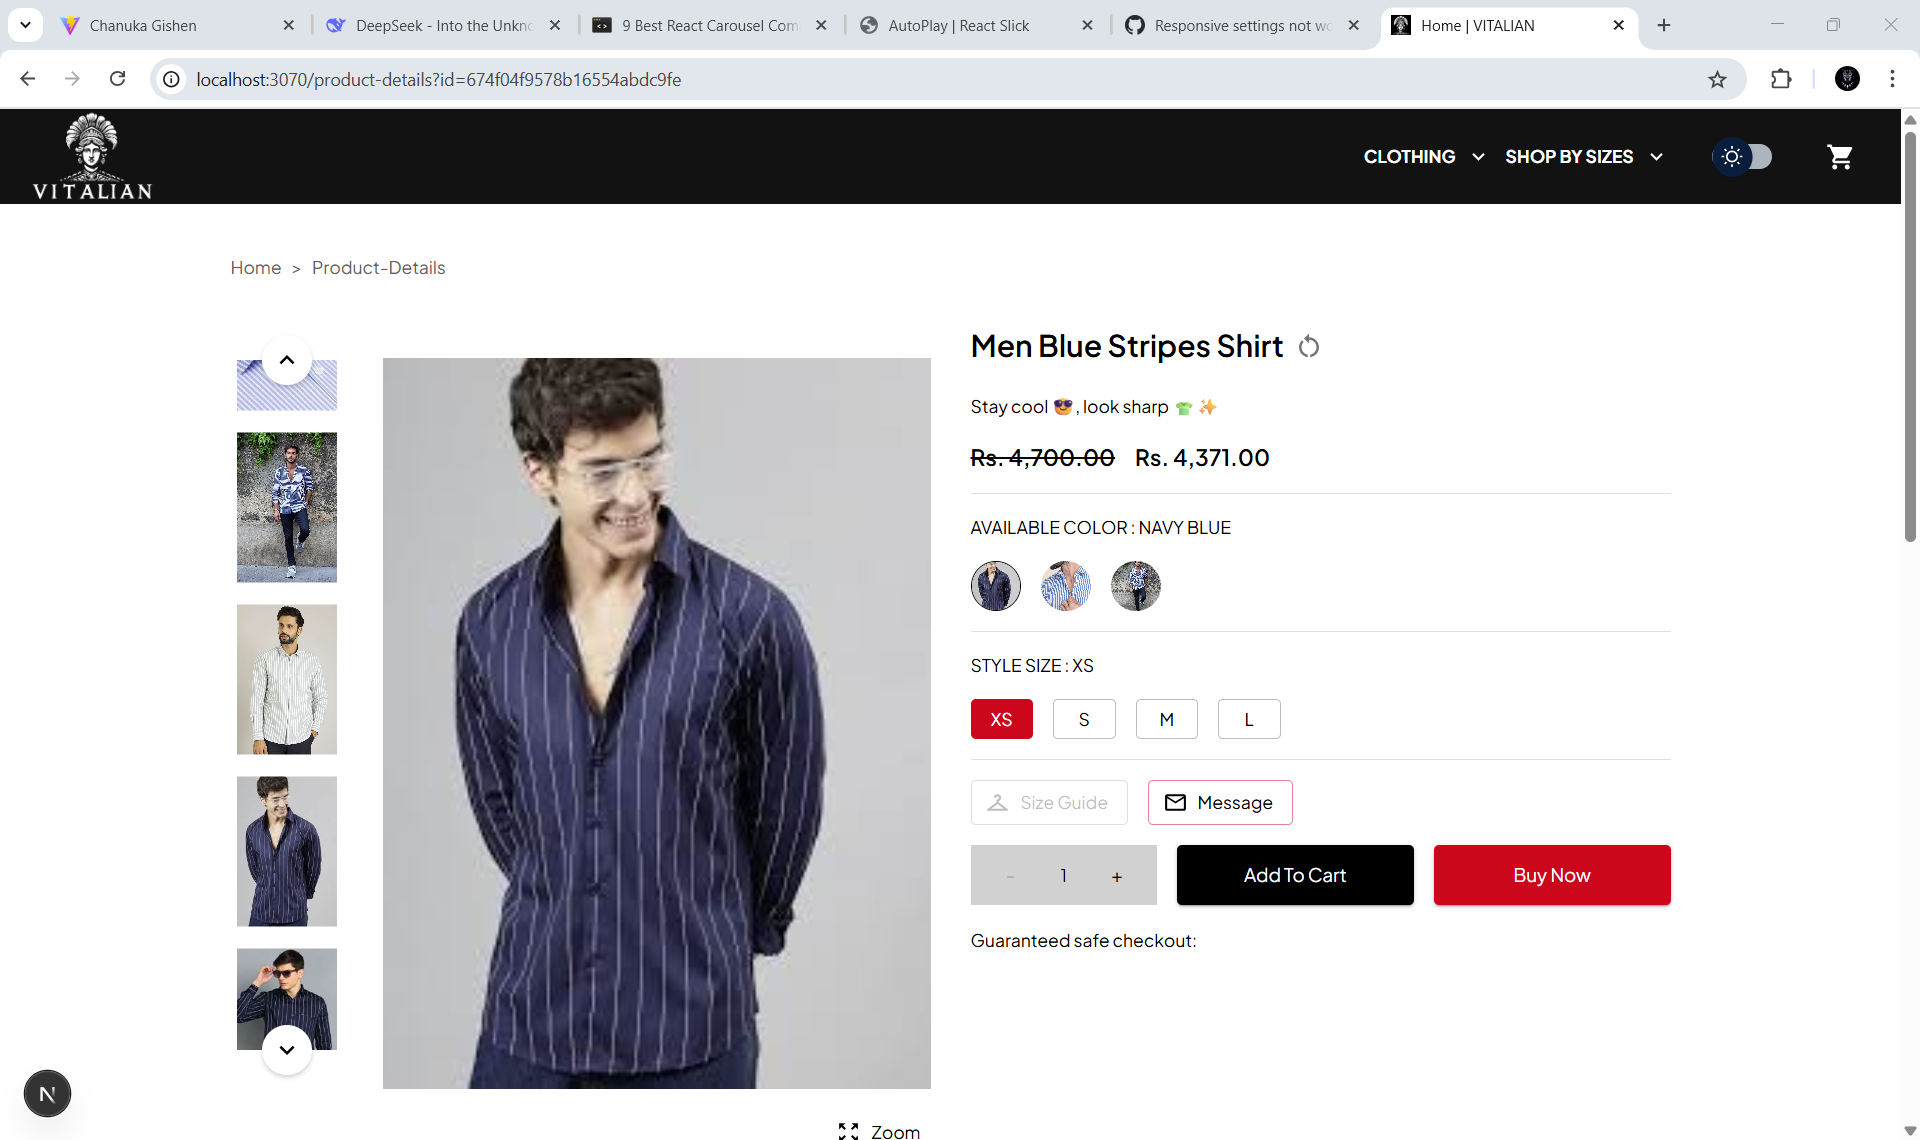 Chanuka Gishen
DeepSeek - Into the Unkno
9 Best React Carousel Com
AutoPlay | React Slick
Responsive settings not wo
Home | VITALIAN
localhost:3070/product-details?id=674f04f9578b16554abdc9fe
VITALIAN
CLOTHING
SHOP BY SIZES
Home > Product-Details
Men Blue Stripes Shirt
Stay cool 😎, look sharp 👕 ✨
Rs. 4,700.00 Rs. 4,371.00
AVAILABLE COLOR : NAVY BLUE
STYLE SIZE : XS
XS S M L
Size Guide
Message
- 1 +
Add To Cart
Buy Now
Guaranteed safe checkout:
N
Zoom